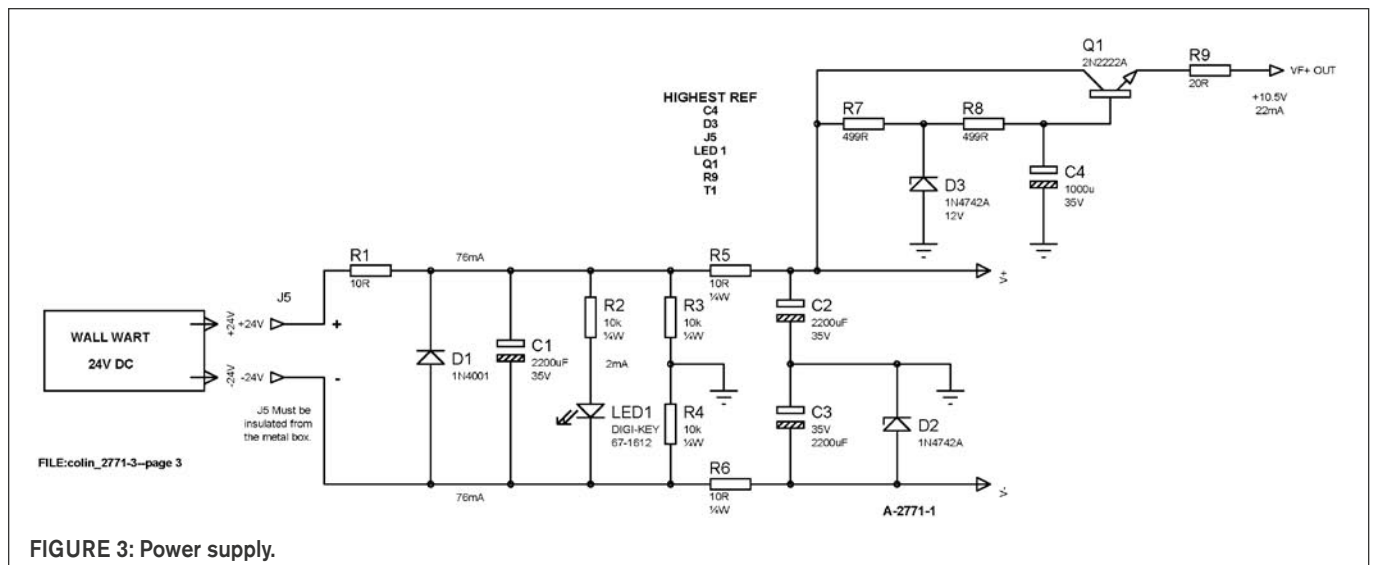 Q1
2N2222A
R9
20R
VF+ OUT
+10.5V
22mA
HIGHEST REF
C4
D3
J5
LED 1
Q1
R9
T1
R7
499R
R8
499R
D3
1N4742A
12V
C4
1000u
35V
R1
10R
76mA
R5
10R
¼W
V+
J5
WALL WART
24V DC
+24V
+24V
+
-24V
-24V
-
J5 Must be
insulated from
the metal box.
D1
1N4001
C1
2200uF
35V
R2
10k
¼W
2mA
LED1
DIGI-KEY
67-1612
R3
10k
¼W
R4
10k
¼W
C2
2200uF
35V
C3
35V
2200uF
D2
1N4742A
R6
10R
¼W
76mA
V-
FILE:colin_2771-3--page 3
A-2771-1
FIGURE 3: Power supply.